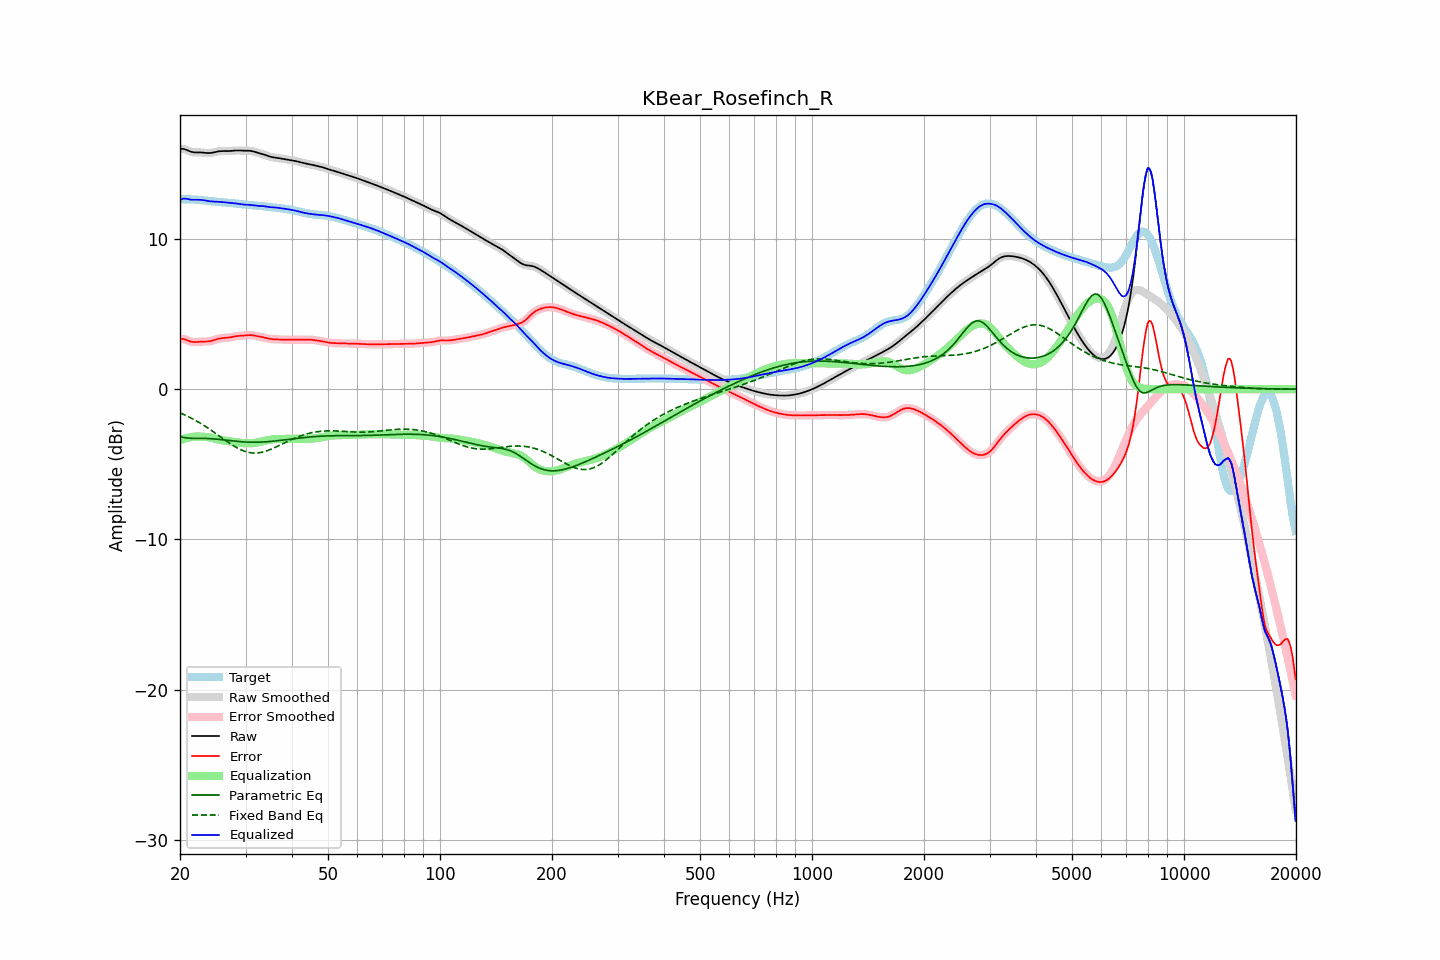 KBear_Rosefinch_R
Amplitude (dBr)
10
0
−10
−20
−30
Target
Raw Smoothed
Error Smoothed
Raw
Error
Equalization
Parametric Eq
Fixed Band Eq
Equalized
20 50 100 200 500 1000 2000 5000 10000 20000
Frequency (Hz)